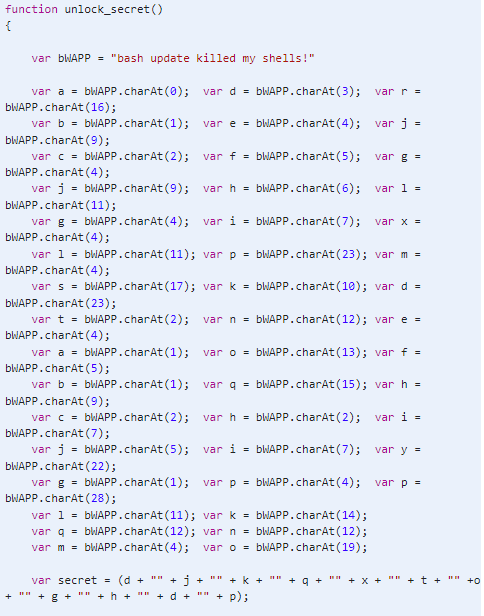 function unlock_secret()
{
var bWAPP = "bash update killed my shells!"
var a = bWAPP.charAt(0); var d = bWAPP.charAt(3); var r =
bWAPP.charAt(16);
var b = bWAPP.charAt(1); var e = bWAPP.charAt(4); var j =
bWAPP.charAt(9);
var c = bWAPP.charAt(2); var f = bWAPP.charAt(5); var g =
bWAPP.charAt(4);
var j = bWAPP.charAt(9); var h = bWAPP.charAt(6); var l =
bWAPP.charAt(11);
var g = bWAPP.charAt(4); var i = bWAPP.charAt(7); var x =
bWAPP.charAt(4);
var l = bWAPP.charAt(11); var p = bWAPP.charAt(23); var m =
bWAPP.charAt(4);
var s = bWAPP.charAt(17); var k = bWAPP.charAt(10); var d =
bWAPP.charAt(23);
var t = bWAPP.charAt(2); var n = bWAPP.charAt(12); var e =
bWAPP.charAt(4);
var a = bWAPP.charAt(1); var o = bWAPP.charAt(13); var f =
bWAPP.charAt(5);
var b = bWAPP.charAt(1); var q = bWAPP.charAt(15); var h =
bWAPP.charAt(9);
var c = bWAPP.charAt(2); var h = bWAPP.charAt(2); var i =
bWAPP.charAt(7);
var j = bWAPP.charAt(5); var i = bWAPP.charAt(7); var y =
bWAPP.charAt(22);
var g = bWAPP.charAt(1); var p = bWAPP.charAt(4); var p =
bWAPP.charAt(28);
var l = bWAPP.charAt(11); var k = bWAPP.charAt(14);
var q = bWAPP.charAt(12); var n = bWAPP.charAt(12);
var m = bWAPP.charAt(4); var o = bWAPP.charAt(19);
var secret = (d + "" + j + "" + k + "" + q + "" + x + "" + t + "" +o
+ "" + g + "" + h + "" + d + "" + p);